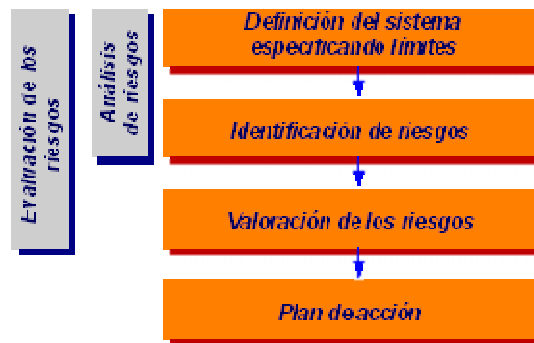 Evaluación de los
riesgos
Análisis
de riesgos
Definición del sistema
especificando límites
Identificación de riesgos
Valoración de los riesgos
Plan de acción